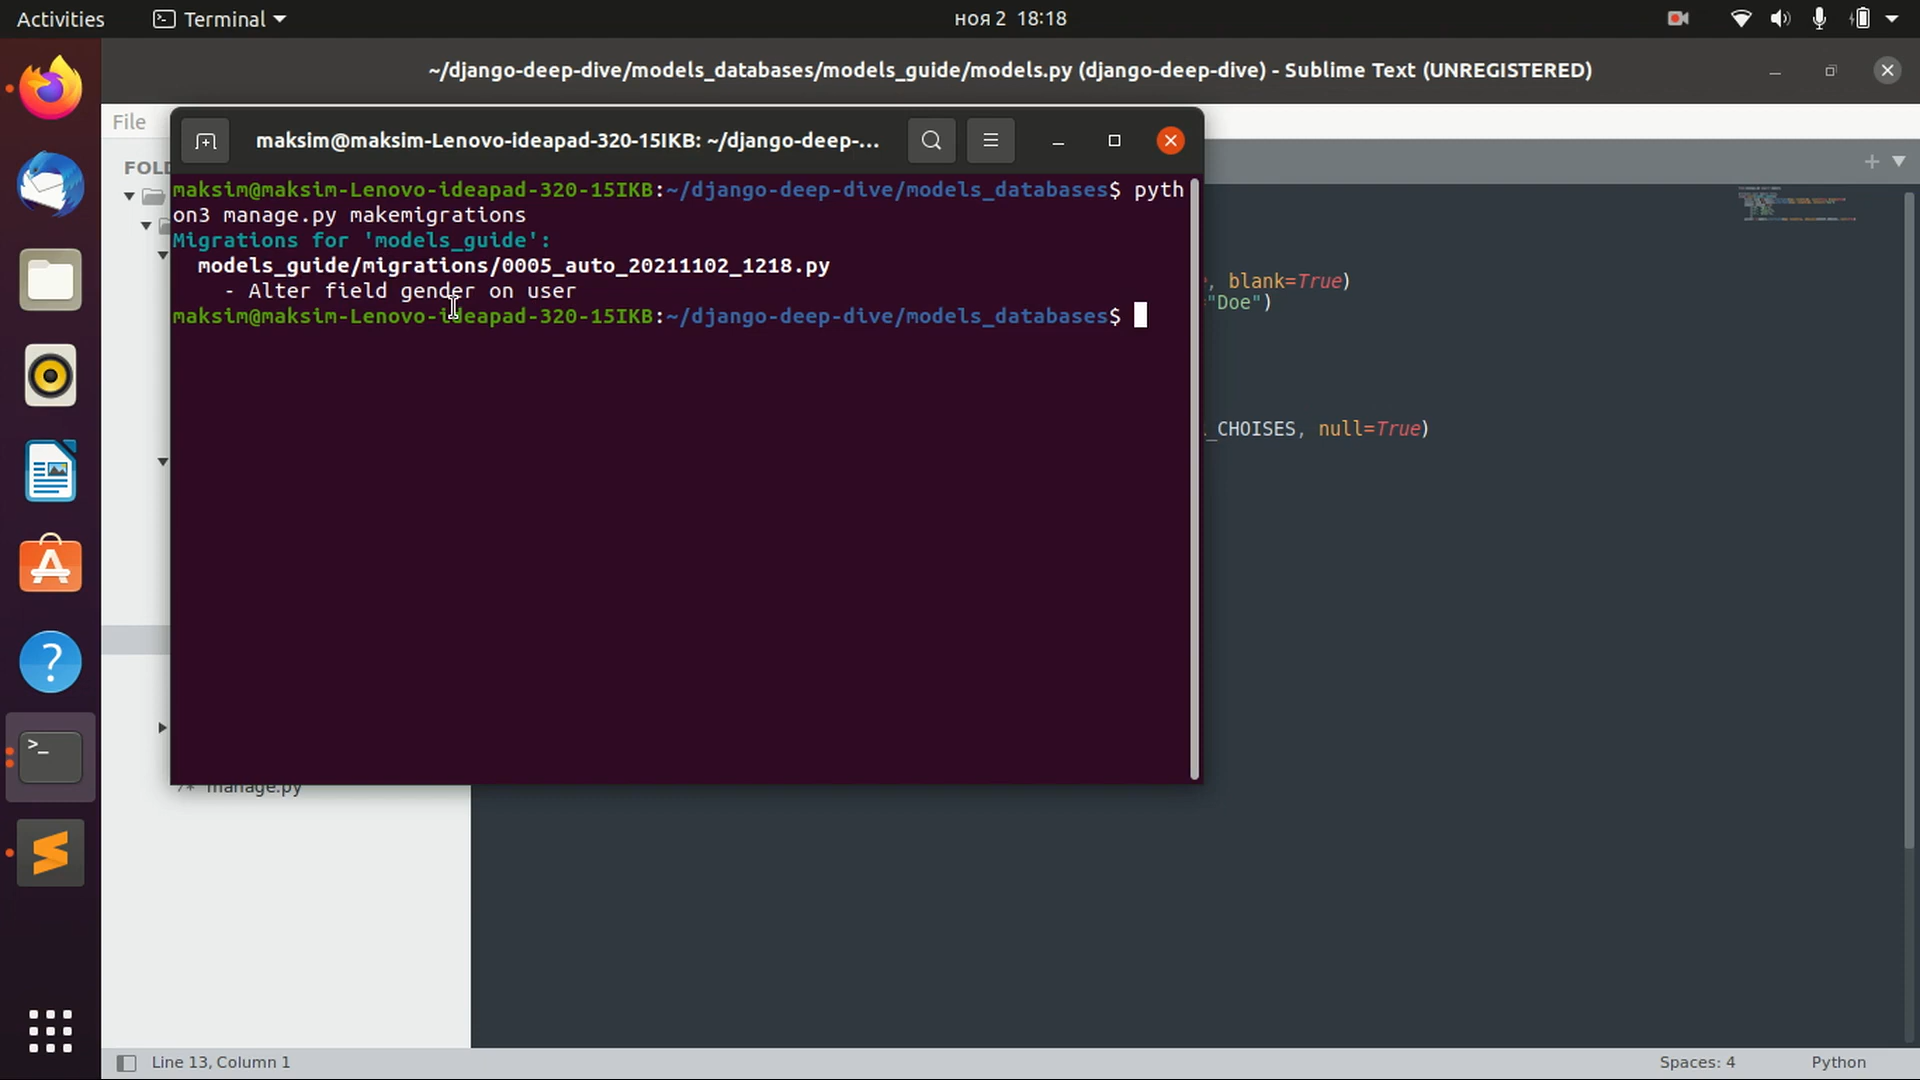 Activities
Terminal
ноя 2 18:18
~/django-deep-dive/models_databases/models_guide/models.py (django-deep-dive) - Sublime Text (UNREGISTERED)
File
maksim@maksim-Lenovo-ideapad-320-15IKB: ~/django-deep-...
FOL
maksim@maksim-Lenovo-ideapad-320-15IKB:~/django-deep-dive/models_databases$ pyth
on3 manage.py makemigrations
Migrations for 'models_guide':
models_guide/migrations/0005_auto_20211102_1218.py
- Alter field gender on user
maksim@maksim-Lenovo-ideapad-320-15IKB:~/django-deep-dive/models_databases$
, blank=True)
"Doe")
_CHOISES, null=True)
manage.py
Line 13, Column 1
Spaces: 4
Python